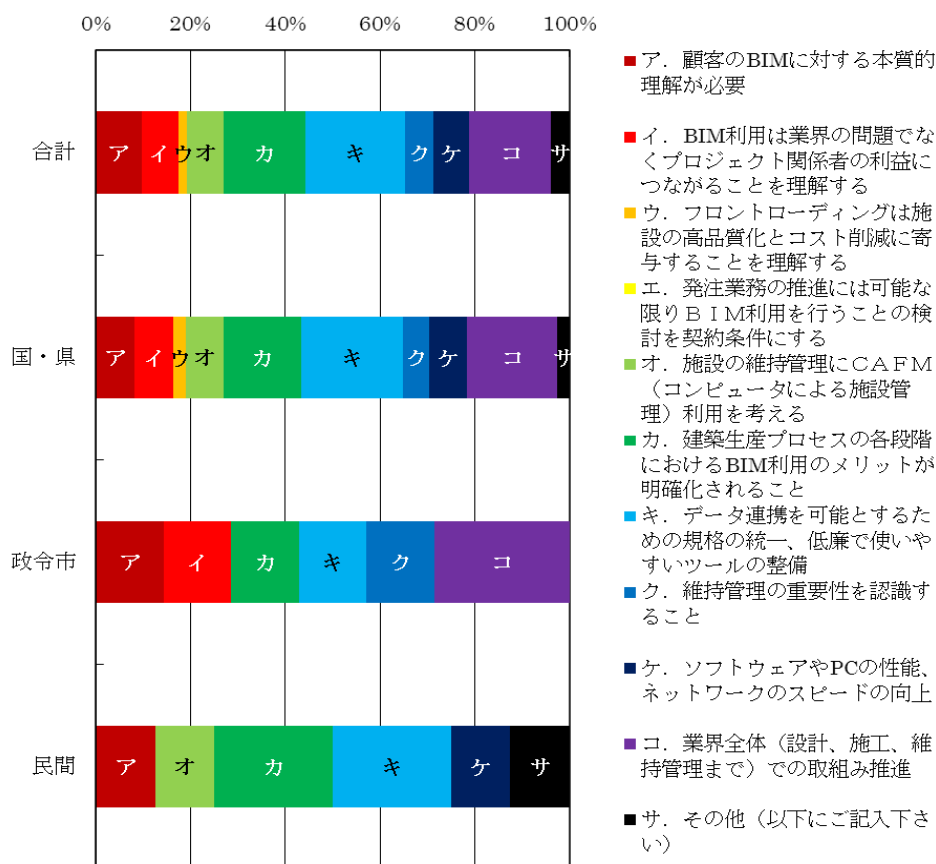 0% 20% 40% 60% 80% 100%
合計
ア イ ウ オ カ キ ク ケ コ サ
国・県
ア イ ウ オ カ キ ク ケ コ サ
政令市
ア イ カ キ ク コ
民間
ア オ カ キ ケ サ
ア．顧客のBIMに対する本質的
理解が必要
イ．BIM利用は業界の問題でな
くプロジェクト関係者の利益に
つながることを理解する
ウ．フロントローディングは施
設の高品質化とコスト削減に寄
与することを理解する
エ．発注業務の推進には可能な
限りＢＩＭ利用を行うことの検
討を契約条件にする
オ．施設の維持管理にＣＡＦＭ
（コンピュータによる施設管
理）利用を考える
カ．建築生産プロセスの各段階
におけるBIM利用のメリットが
明確化されること
キ．データ連携を可能とするた
めの規格の統一、低廉で使いや
すいツールの整備
ク．維持管理の重要性を認識す
ること
ケ．ソフトウェアやPCの性能、
ネットワークのスピードの向上
コ．業界全体（設計、施工、維
持管理まで）での取組み推進
サ．その他（以下にご記入下さ
い）